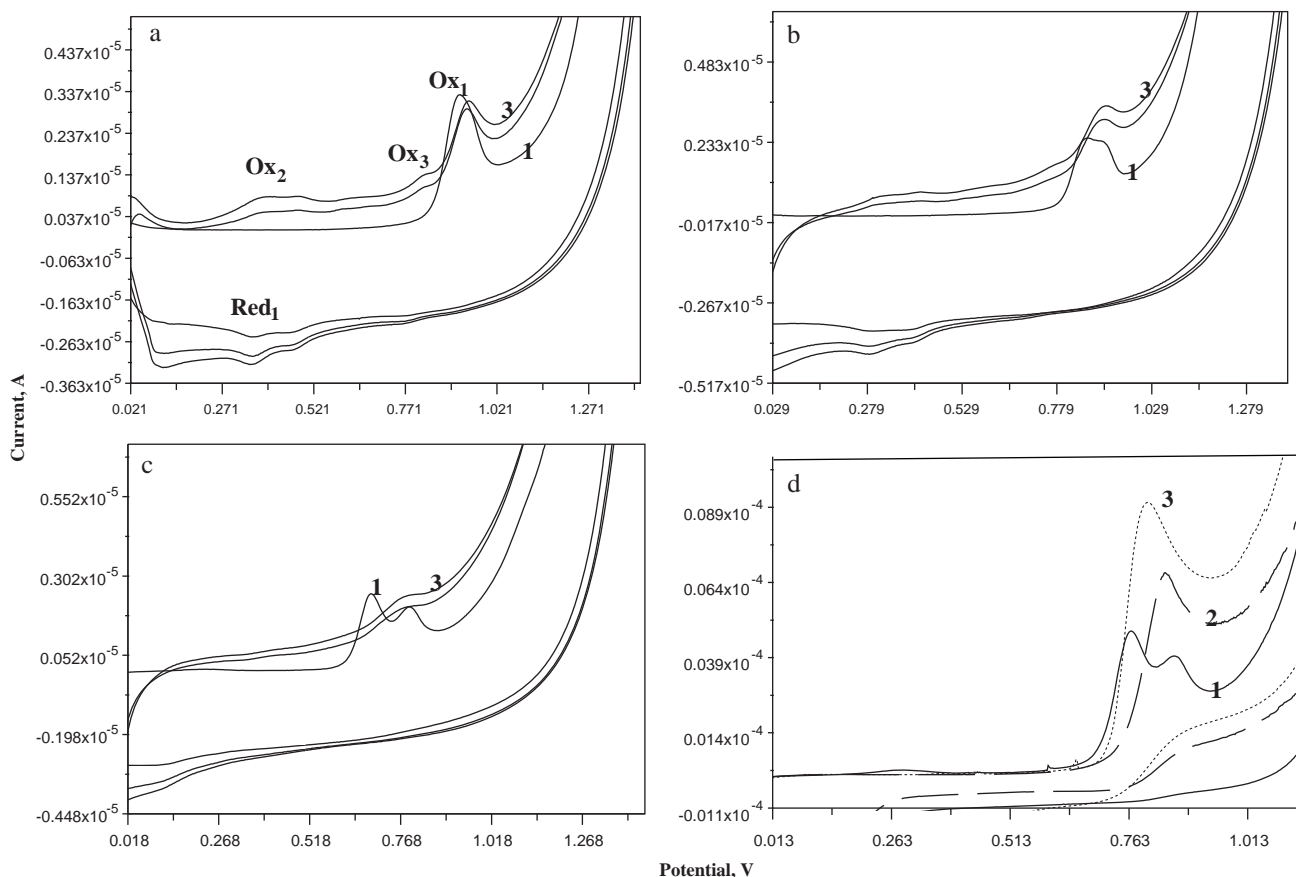 a
0.437x10-5
0.337x10-5
0.237x10-5
0.137x10-5
0.037x10-5
-0.063x10-5
-0.163x10-5
-0.263x10-5
-0.363x10-5
Ox1
Ox2
Ox3
3
1
Red1
0.021 0.271 0.521 0.771 1.021 1.271
b
0.483x10-5
0.233x10-5
-0.017x10-5
-0.267x10-5
-0.517x10-5
3
1
0.029 0.279 0.529 0.779 1.029 1.279
Current, A
c
0.552x10-5
0.302x10-5
0.052x10-5
-0.198x10-5
-0.448x10-5
1 3
0.018 0.268 0.518 0.768 1.018 1.268
d
0.089x10-4
0.064x10-4
0.039x10-4
0.014x10-4
-0.011x10-4
3
2
1
0.013 0.263 0.513 0.763 1.013
Potential, V